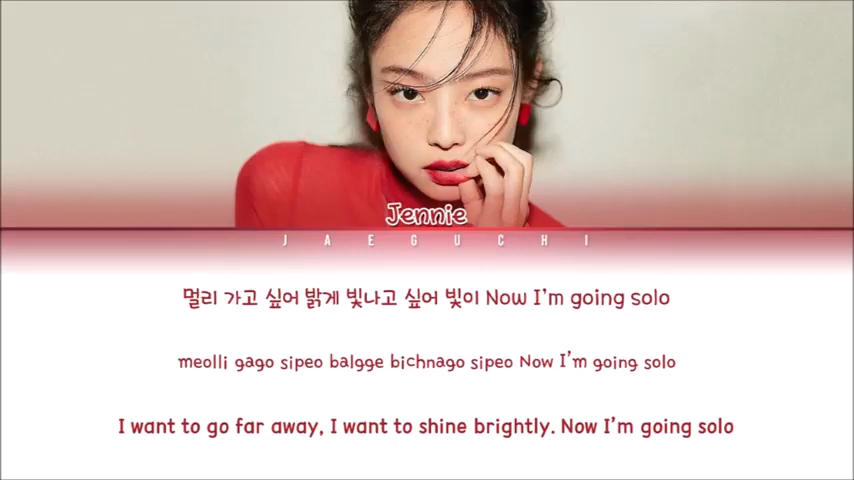 Jennie
JAEGUCHI
멀리 가고 싶어 밝게 빛나고 싶어 빛이 Now I'm going solo
meolli gago sipeo balgge bichnago sipeo Now I'm going solo
I want to go far away, I want to shine brightly. Now I'm going solo